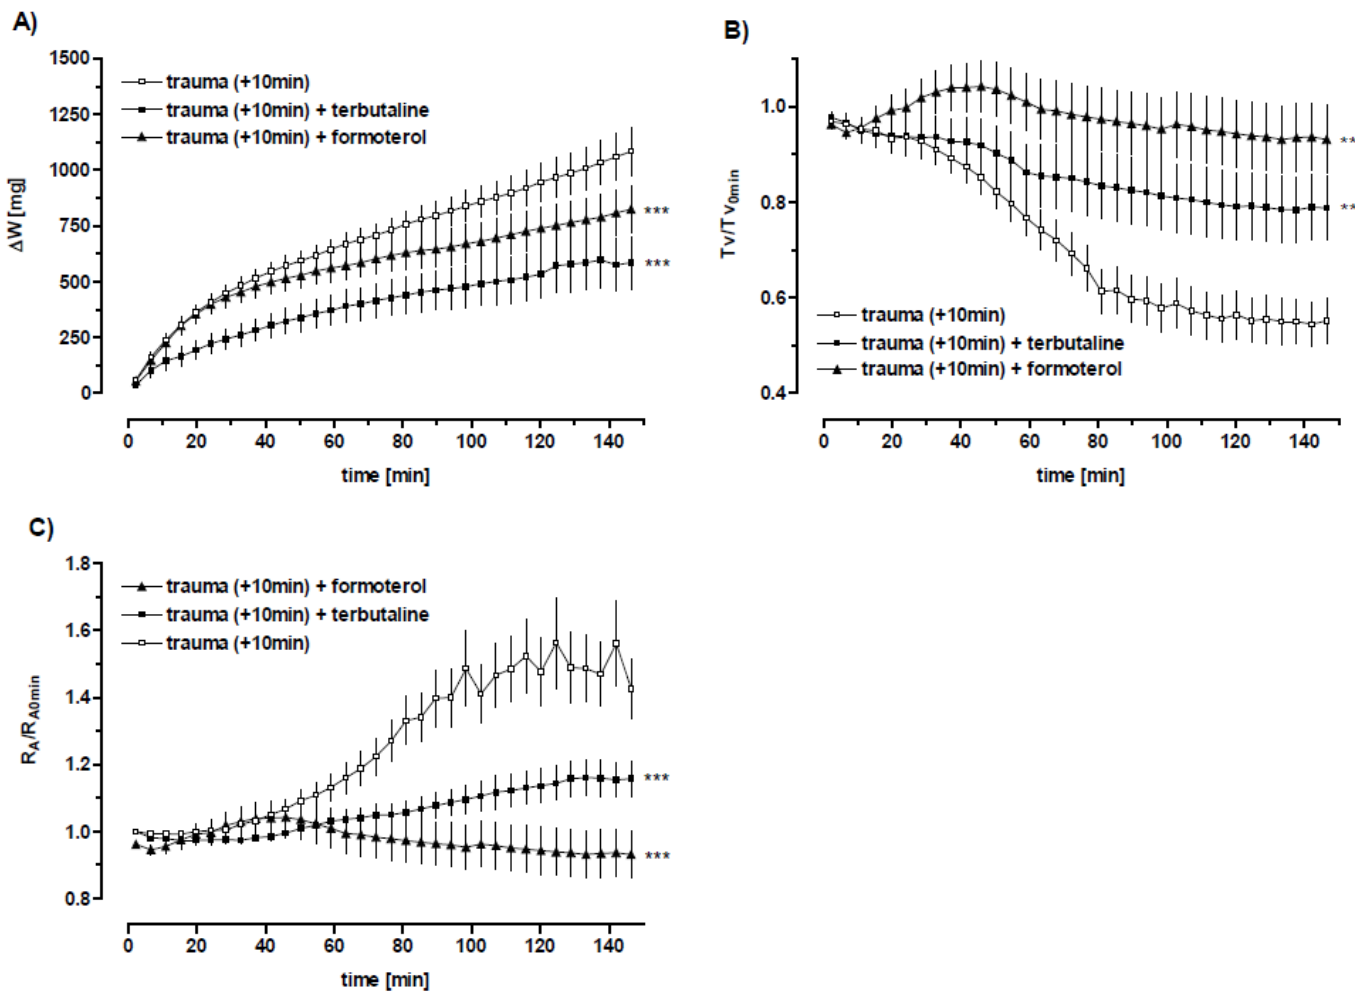 A)
1500
1250
1000
750
500
250
0
ΔW [mg]
trauma (+10min)
trauma (+10min) + terbutaline
trauma (+10min) + formoterol
***
***
0 20 40 60 80 100 120 140
time [min]
B)
1.0
0.8
0.6
0.4
Tv/Tv0min
**
**
trauma (+10min)
trauma (+10min) + terbutaline
trauma (+10min) + formoterol
0 20 40 60 80 100 120 140
time [min]
C)
1.8
1.6
1.4
1.2
1.0
0.8
RA/RA0min
trauma (+10min) + formoterol
trauma (+10min) + terbutaline
trauma (+10min)
***
***
0 20 40 60 80 100 120 140
time [min]